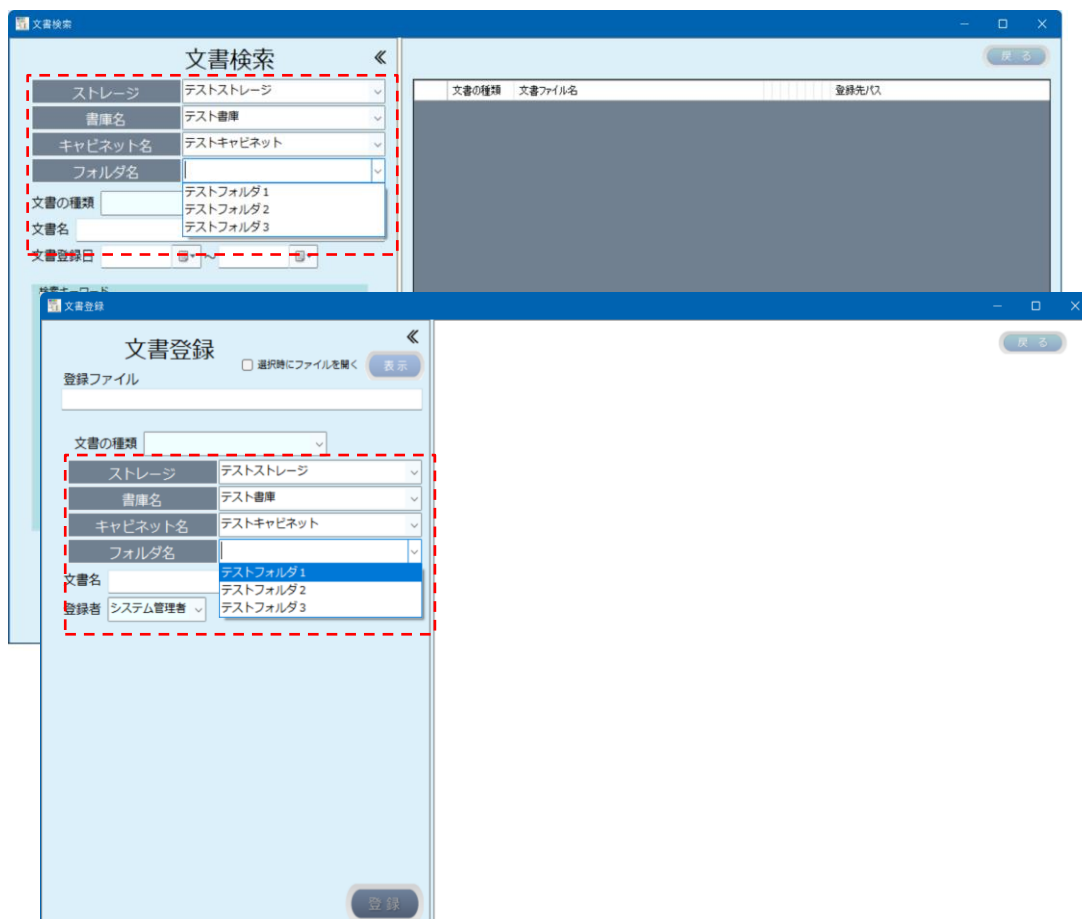 文書検索
文書検索
≪
戻 る
ストレージ テストストレージ
書庫名 テスト書庫
キャビネット名 テストキャビネット
フォルダ名
テストフォルダ1
テストフォルダ2
テストフォルダ3
文書の種類
文書名
文書登録日 ～
検索キーワード
文書の種類 文書ファイル名 登録先パス
文書登録
文書登録
≪
選択時にファイルを開く
表 示
戻 る
登録ファイル
文書の種類
ストレージ テストストレージ
書庫名 テスト書庫
キャビネット名 テストキャビネット
フォルダ名
テストフォルダ1
テストフォルダ2
テストフォルダ3
文書名
登録者 システム管理者
登 録